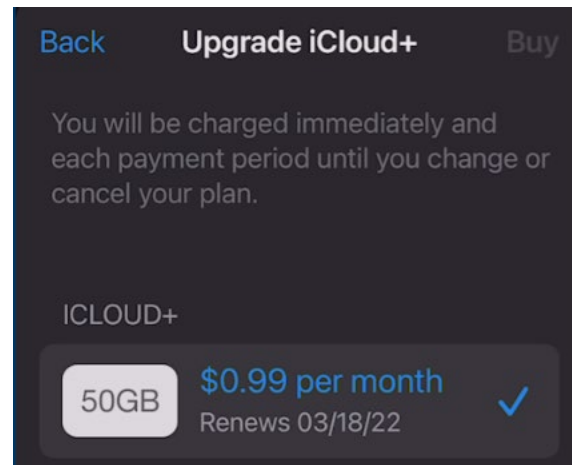 Back Upgrade iCloud+ Buy
You will be charged immediately and
each payment period until you change or
cancel your plan.
ICLOUD+
50GB
$0.99 per month
Renews 03/18/22